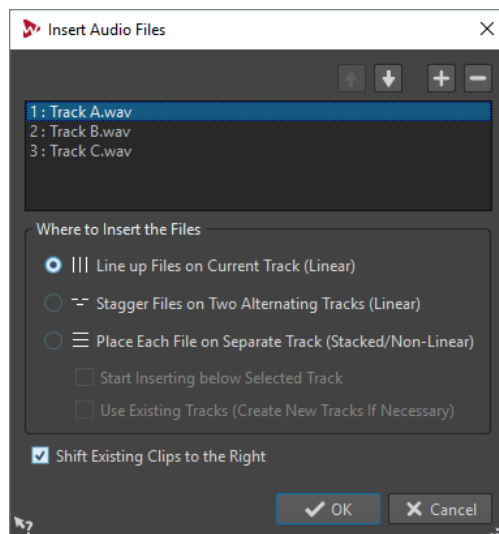 Insert Audio Files
1 : Track A.wav
2 : Track B.wav
3 : Track C.wav
Where to Insert the Files
Line up Files on Current Track (Linear)
Stagger Files on Two Alternating Tracks (Linear)
Place Each File on Separate Track (Stacked/Non-Linear)
Start Inserting below Selected Track
Use Existing Tracks (Create New Tracks If Necessary)
Shift Existing Clips to the Right
OK Cancel